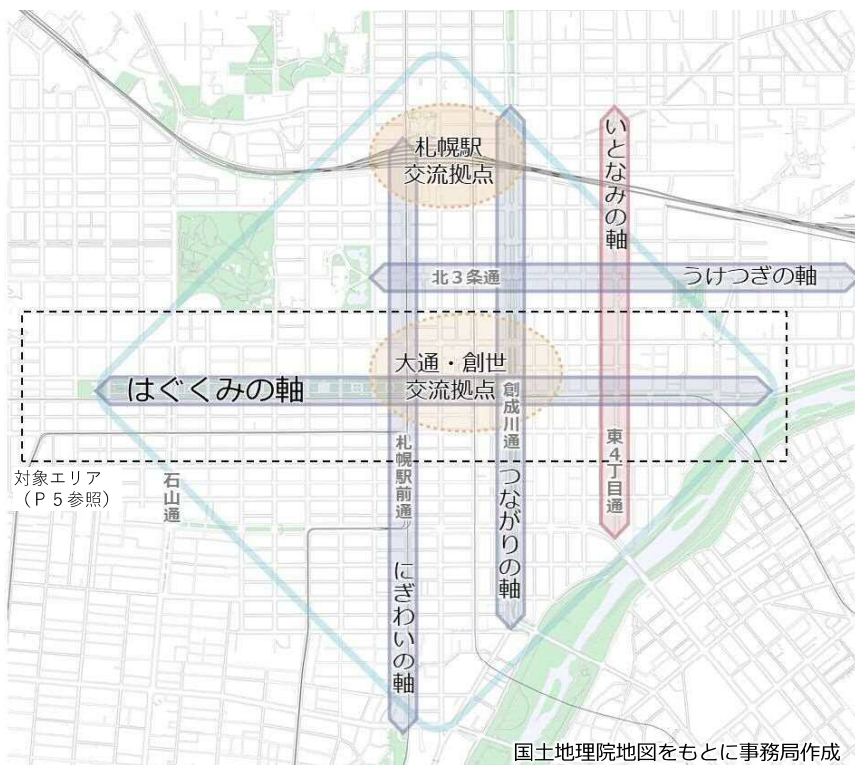 札幌駅
交流拠点
いとなみの軸
北3条通
うけつぎの軸
大通・創世
交流拠点
はぐくみの軸
創成川通
札幌駅前通
東4丁目通
対象エリア
（P5参照）
石山通
つながりの軸
にぎわいの軸
国土地理院地図をもとに事務局作成